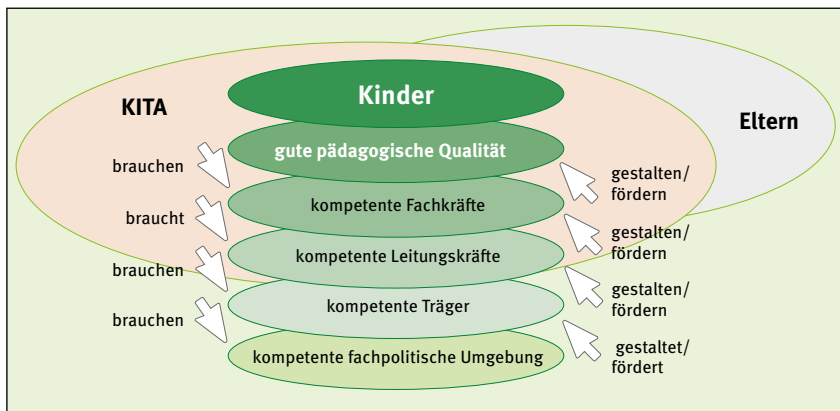 Kinder
KITA
Eltern
gute pädagogische Qualität
brauchen
gestalten/
fördern
kompetente Fachkräfte
braucht
gestalten/
fördern
kompetente Leitungskräfte
brauchen
gestalten/
fördern
kompetente Träger
brauchen
gestaltet/
fördert
kompetente fachpolitische Umgebung